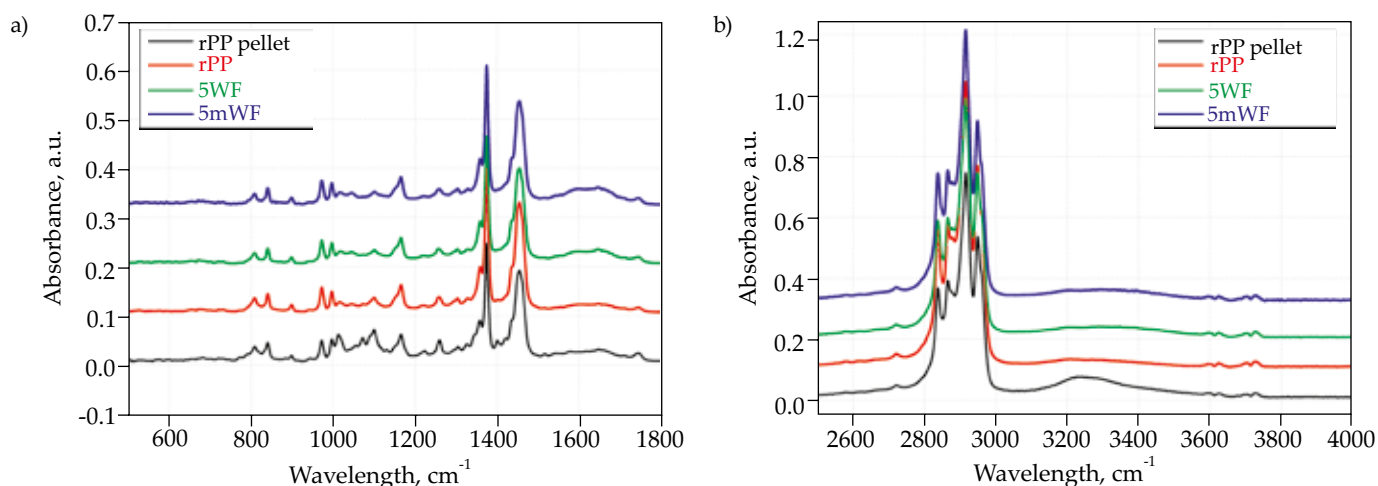 a)
0.7
0.6
0.5
0.4
0.3
0.2
0.1
0.0
-0.1
Absorbance, a.u.
rPP pellet
rPP
5WF
5mWF
600 800 1000 1200 1400 1600 1800
Wavelength, cm-1
b)
1.2
1.0
0.8
0.6
0.4
0.2
0.0
Absorbance, a.u.
rPP pellet
rPP
5WF
5mWF
2600 2800 3000 3200 3400 3600 3800 4000
Wavelength, cm-1